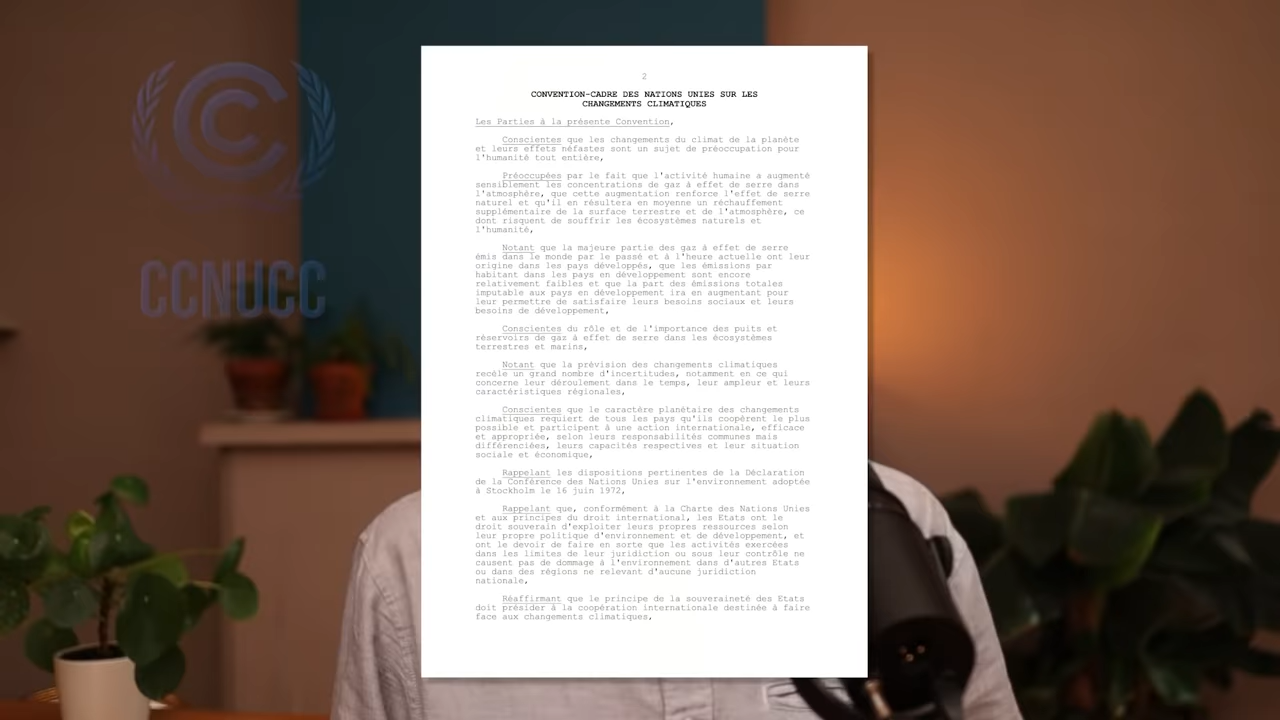 CCNUCC
2
CONVENTION-CADRE DES NATIONS UNIES SUR LES
CHANGEMENTS CLIMATIQUES
Les Parties à la présente Convention,
Conscientes que les changements du climat de la planète
et leurs effets néfastes sont un sujet de préoccupation pour
l'humanité tout entière,
Préoccupées par le fait que l'activité humaine a augmenté
sensiblement les concentrations de gaz à effet de serre dans
l'atmosphère, que cette augmentation renforce l'effet de serre
naturel et qu'il en résultera en moyenne un réchauffement
supplémentaire de la surface terrestre et de l'atmosphère, ce
dont risquent de souffrir les écosystèmes naturels et
l'humanité,
Notant que la majeure partie des gaz à effet de serre
émis dans le monde par le passé et à l'heure actuelle ont leur
origine dans les pays développés, que les émissions par
habitant dans les pays en développement sont encore
relativement faibles et que la part des émissions totales
imputable aux pays en développement ira en augmentant pour
leur permettre de satisfaire leurs besoins sociaux et leurs
besoins de développement,
Conscientes du rôle et de l'importance des puits et
réservoirs de gaz à effet de serre dans les écosystèmes
terrestres et marins,
Notant que la prévision des changements climatiques
recèle un grand nombre d'incertitudes, notamment en ce qui
concerne leur déroulement dans le temps, leur ampleur et leurs
caractéristiques régionales,
Conscientes que le caractère planétaire des changements
climatiques requiert de tous les pays qu'ils coopèrent le plus
possible et participent à une action internationale, efficace
et appropriée, selon leurs responsabilités communes mais
différenciées, leurs capacités respectives et leur situation
sociale et économique,
Rappelant les dispositions pertinentes de la Déclaration
de la Conférence des Nations Unies sur l'environnement adoptée
à Stockholm le 16 juin 1972,
Rappelant que, conformément à la Charte des Nations Unies
et aux principes du droit international, les Etats ont le
droit souverain d'exploiter leurs propres ressources selon
leur propre politique d'environnement et de développement, et
ont le devoir de faire en sorte que les activités exercées
dans les limites de leur juridiction ou sous leur contrôle ne
causent pas de dommage à l'environnement dans d'autres Etats
ou dans des régions ne relevant d'aucune juridiction
nationale,
Réaffirmant que le principe de la souveraineté des Etats
doit présider à la coopération internationale destinée à faire
face aux changements climatiques,